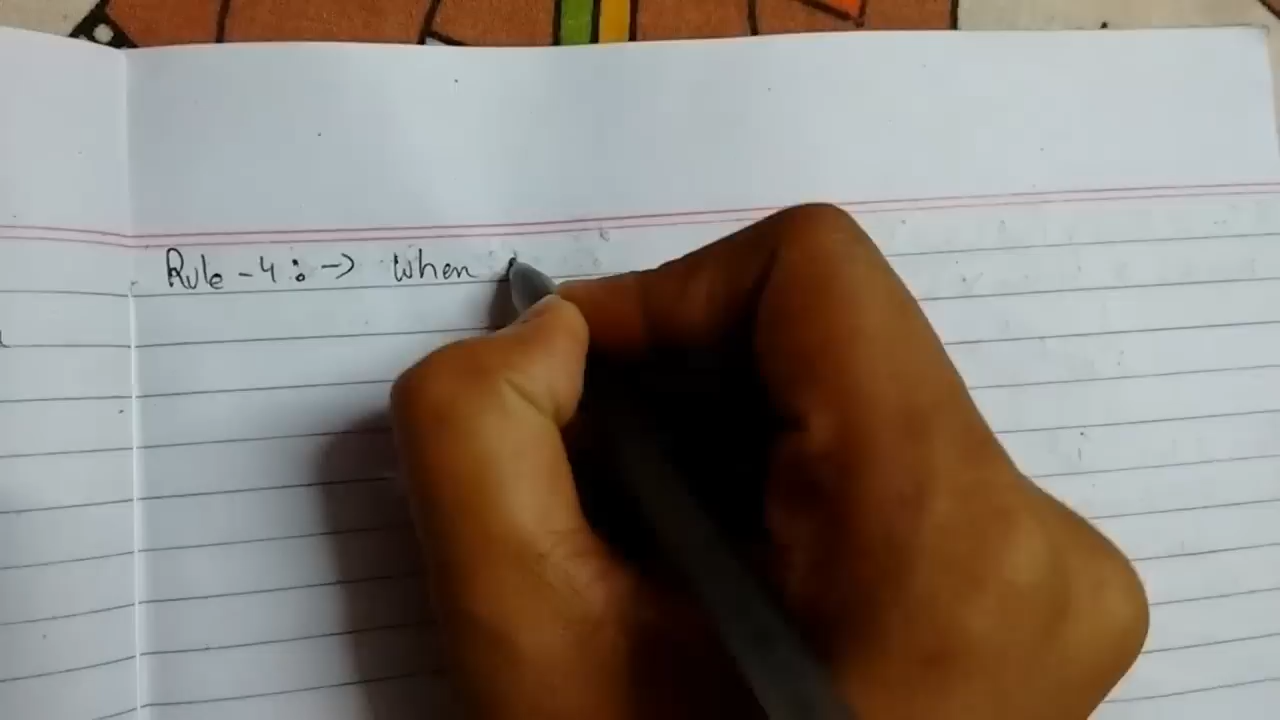 Rule - 4 : → When